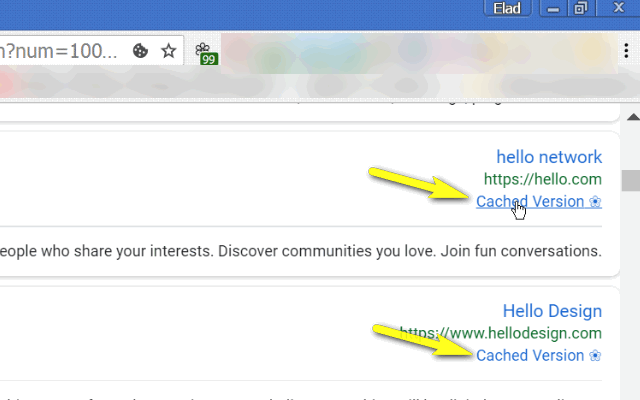 Elad
n?num=100...
99
hello network
https://hello.com
Cached Version
eople who share your interests. Discover communities you love. Join fun conversations.
Hello Design
https://www.hellodesign.com
Cached Version